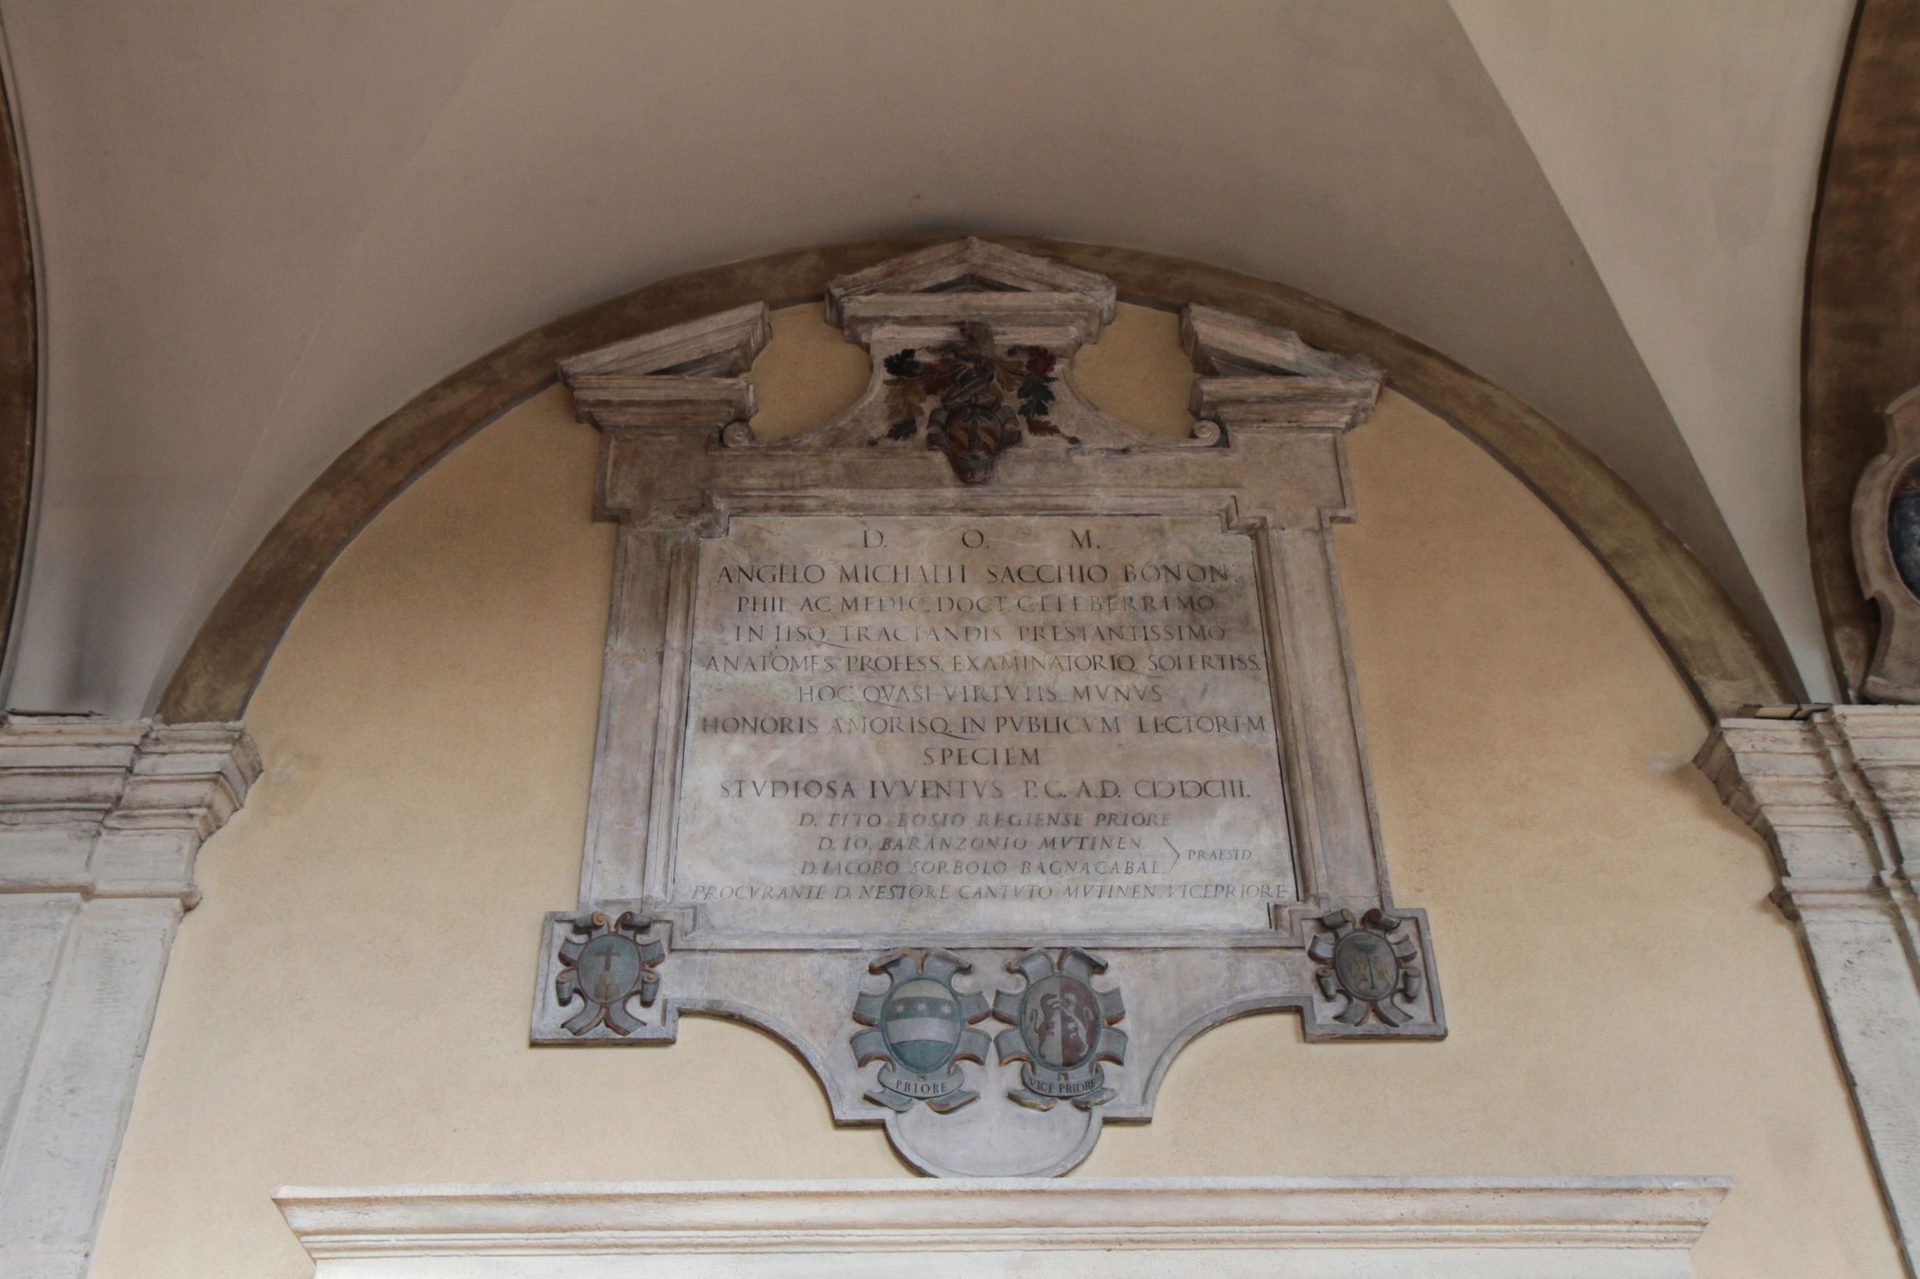 D. O. M.
ANGELO MICHAELI SACCHIO BONON.
PHIL. AC MEDIC. DOCT. CELEBERRIMO
IN IISQ. TRACTANDIS PRESTANTISSIMO
ANATOMES PROFESS. EXAMINATORIQ. SOLERTISS.
HOC QVASI VIRTVTIS MVNVS
HONORIS AMORISQ. IN PVBLICVM LECTOREM
SPECIEM
STVDIOSA IVVENTVS P.C. A.D. CIↃIↃCIII.
D. TITO BOSIO REGIENSE PRIORE
D. IO. BARANZONIO MVTINEN.
D. IACOBO SORBOLO BAGNACABAL. PRAESID.
PROCVRANTE D. NESTORE CANTVTO MVTINEN. VICEPRIORE
PRIORE
VICE PRIORE